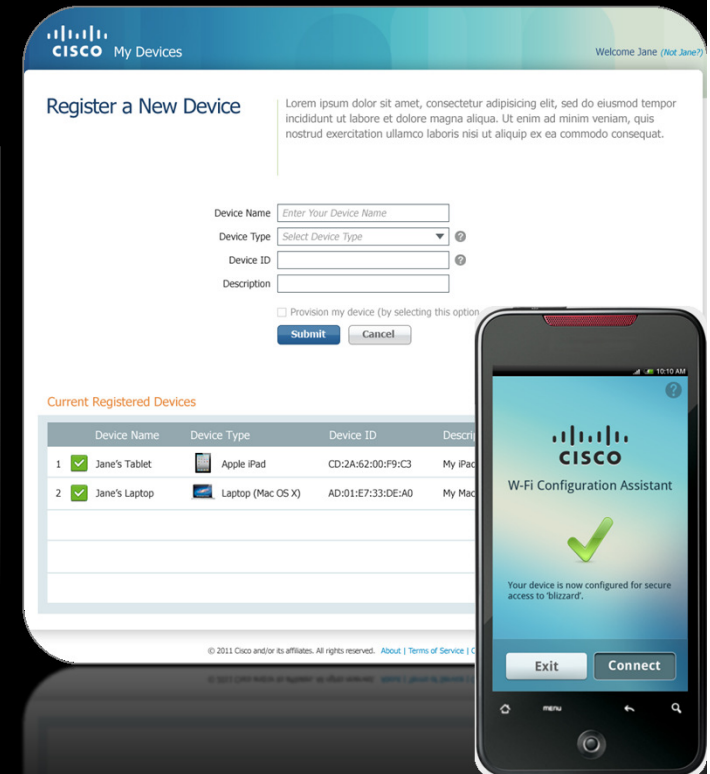 CISCO My Devices
Welcome Jane (Not Jane?)
Register a New Device
Lorem ipsum dolor sit amet, consectetur adipisicing elit, sed do eiusmod tempor
incididunt ut labore et dolore magna aliqua. Ut enim ad minim veniam, quis
nostrud exercitation ullamco laboris nisi ut aliquip ex ea commodo consequat.
Device Name Enter Your Device Name
Device Type Select Device Type ?
Device ID ?
Description
Provision my device (by selecting this option
Submit Cancel
Current Registered Devices
Device Name Device Type Device ID Descri
1 Jane's Tablet Apple iPad CD:2A:62:00:F9:C3 My iPad
2 Jane's Laptop Laptop (Mac OS X) AD:01:E7:33:DE:A0 My Mac
© 2011 Cisco and/or its affiliates. All rights reserved. About | Terms of Service | C
10:10 AM
?
CISCO
W-Fi Configuration Assistant
Your device is now configured for secure
access to 'blizzard'.
Exit Connect
menu